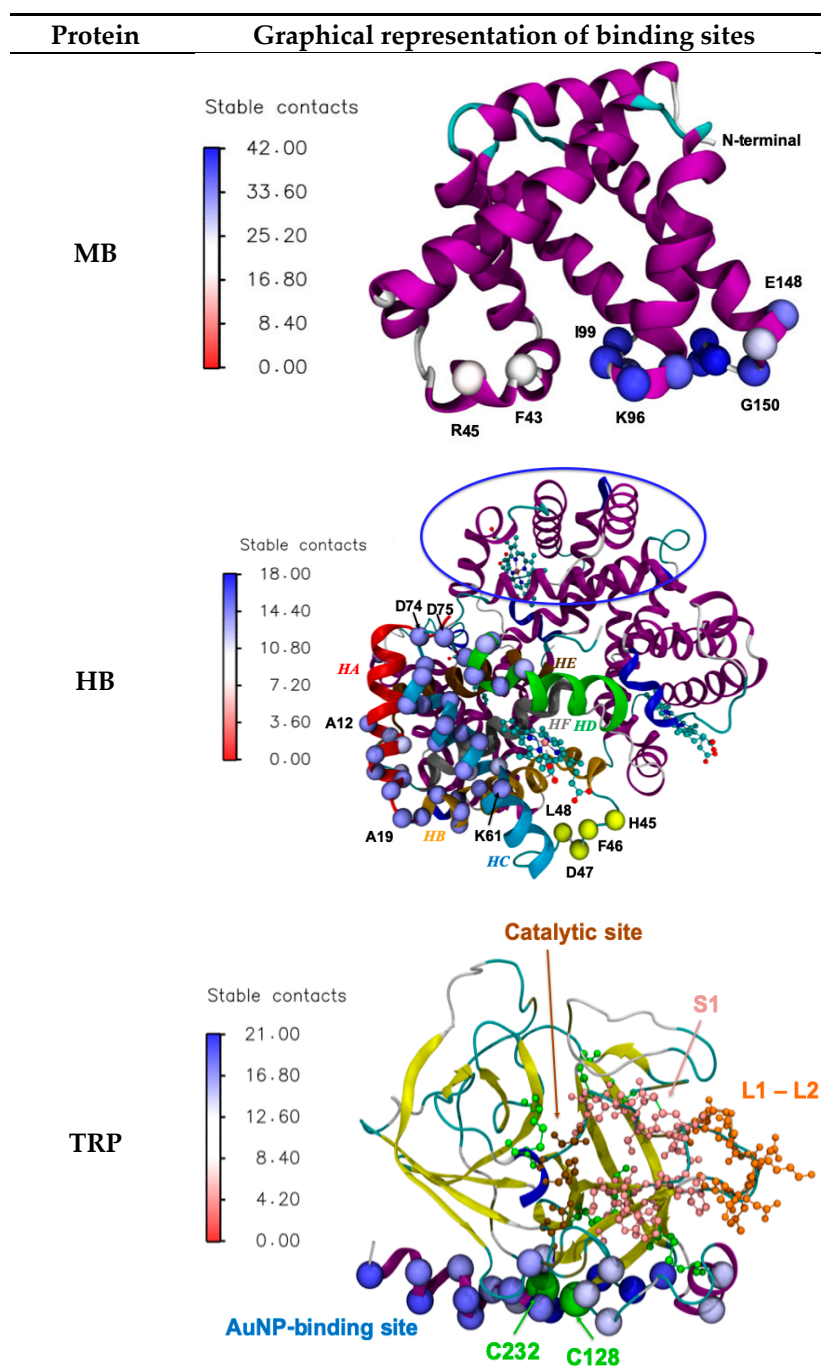 Protein Graphical representation of binding sites
MB
Stable contacts
42.00
33.60
25.20
16.80
8.40
0.00
N-terminal
E148
I99
G150
K96
F43
R45
HB
Stable contacts
18.00
14.40
10.80
7.20
3.60
0.00
D74
D75
HA
HE
HF
HD
A12
A19
HB
K61
HC
L48
H45
F46
D47
TRP
Stable contacts
21.00
16.80
12.60
8.40
4.20
0.00
Catalytic site
S1
L1 – L2
AuNP-binding site
C232
C128